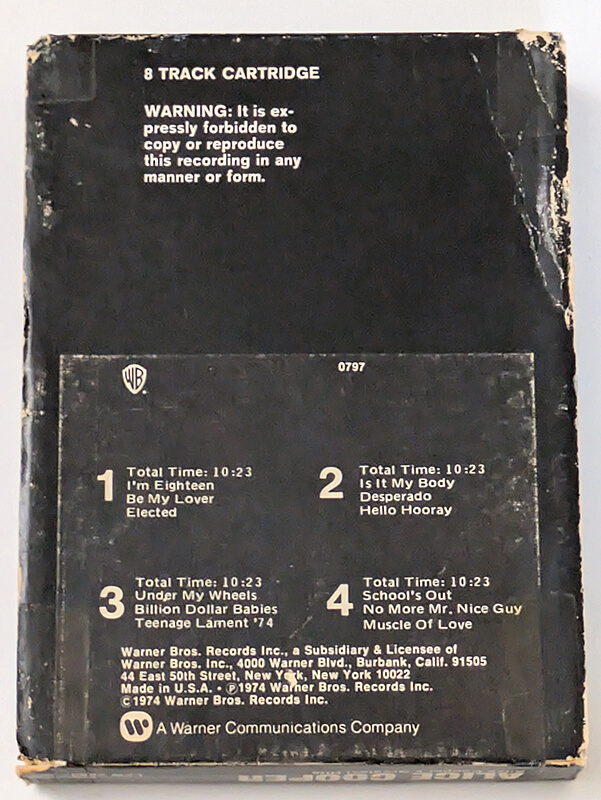 8 TRACK CARTRIDGE
WARNING: It is ex-
pressly forbidden to
copy or reproduce
this recording in any
manner or form.
WB
0797
1
Total Time: 10:23
I'm Eighteen
Be My Lover
Elected
2
Total Time: 10:23
Is It My Body
Desperado
Hello Hooray
3
Total Time: 10:23
Under My Wheels
Billion Dollar Babies
Teenage Lament '74
4
Total Time: 10:23
School's Out
No More Mr. Nice Guy
Muscle Of Love
Warner Bros. Records Inc., a Subsidiary & Licensee of
Warner Bros. Inc., 4000 Warner Blvd., Burbank, Calif. 91505
44 East 50th Street, New York, New York 10022
Made in U.S.A. • ℗1974 Warner Bros. Records Inc.
©1974 Warner Bros. Records Inc.
A Warner Communications Company
ALICE COOPER